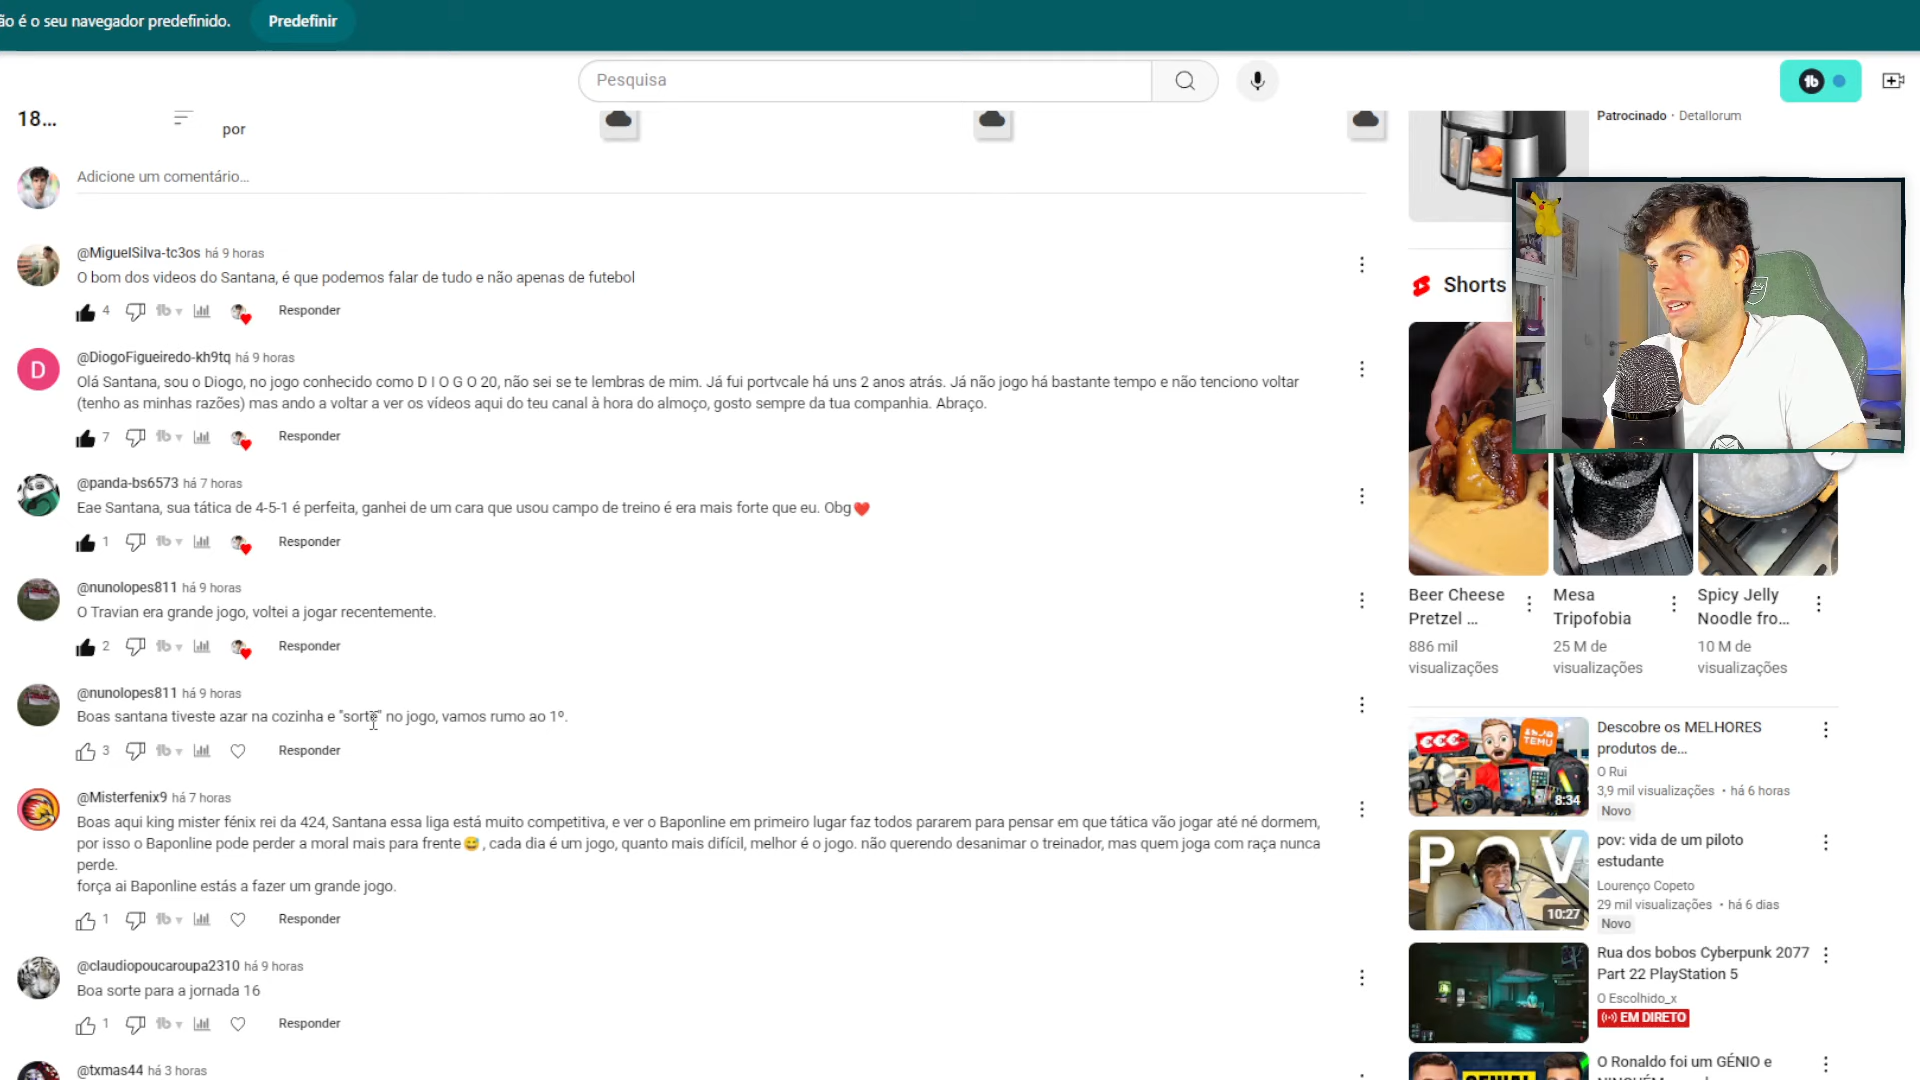 ão é o seu navegador predefinido.
Predefinir
Pesquisa
18...
por
Adicione um comentário...
@MiguelSilva-tc3os há 9 horas
O bom dos videos do Santana, é que podemos falar de tudo e não apenas de futebol
4
Responder
D
@DiogoFigueiredo-kh9tq há 9 horas
Olá Santana, sou o Diogo, no jogo conhecido como D I O G O 20, não sei se te lembras de mim. Já fui portvcale há uns 2 anos atrás. Já não jogo há bastante tempo e não tenciono voltar
(tenho as minhas razões) mas ando a voltar a ver os vídeos aqui do teu canal à hora do almoço, gosto sempre da tua companhia. Abraço.
7
Responder
@panda-bs6573 há 7 horas
Eae Santana, sua tática de 4-5-1 é perfeita, ganhei de um cara que usou campo de treino é era mais forte que eu. Obg❤️
1
Responder
@nunolopes811 há 9 horas
O Travian era grande jogo, voltei a jogar recentemente.
2
Responder
@nunolopes811 há 9 horas
Boas santana tiveste azar na cozinha e "sorte" no jogo, vamos rumo ao 1º.
3
Responder
@Misterfenix9 há 7 horas
Boas aqui king mister fénix rei da 424, Santana essa liga está muito competitiva, e ver o Baponline em primeiro lugar faz todos pararem para pensar em que tática vão jogar até né dormem,
por isso o Baponline pode perder a moral mais para frente😅, cada dia é um jogo, quanto mais difícil, melhor é o jogo. não querendo desanimar o treinador, mas quem joga com raça nunca
perde.
força ai Baponline estás a fazer um grande jogo.
1
Responder
@claudiopoucaroupa2310 há 9 horas
Boa sorte para a jornada 16
1
Responder
@txmas44 há 3 horas
Patrocinado · Detallorum
Shorts
Beer Cheese
Pretzel ...
886 mil
visualizações
Mesa
Tripofobia
25 M de
visualizações
Spicy Jelly
Noodle fro...
10 M de
visualizações
€€€
TEMU
8:34
Descobre os MELHORES
produtos de...
O Rui
3,9 mil visualizações • há 6 horas
Novo
POV
10:27
pov: vida de um piloto
estudante
Lourenço Copeto
29 mil visualizações • há 6 dias
Novo
Rua dos bobos Cyberpunk 2077
Part 22 PlayStation 5
O Escolhido_x
EM DIRETO
O Ronaldo foi um GÉNIO e